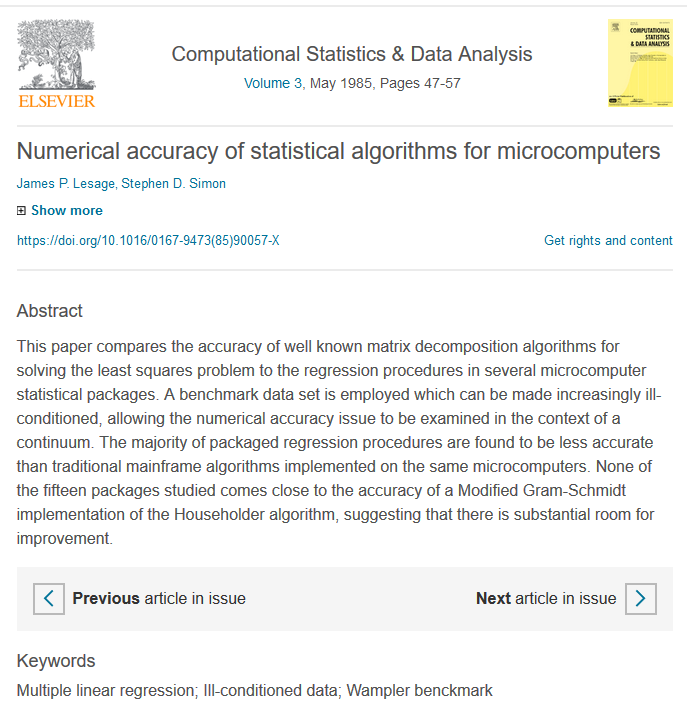 ELSEVIER
Computational Statistics & Data Analysis
Volume 3, May 1985, Pages 47-57
COMPUTATIONAL
STATISTICS
& DATA ANALYSIS
Numerical accuracy of statistical algorithms for microcomputers
James P. Lesage, Stephen D. Simon
Show more
https://doi.org/10.1016/0167-9473(85)90057-X
Get rights and content
Abstract
This paper compares the accuracy of well known matrix decomposition algorithms for
solving the least squares problem to the regression procedures in several microcomputer
statistical packages. A benchmark data set is employed which can be made increasingly ill-
conditioned, allowing the numerical accuracy issue to be examined in the context of a
continuum. The majority of packaged regression procedures are found to be less accurate
than traditional mainframe algorithms implemented on the same microcomputers. None of
the fifteen packages studied comes close to the accuracy of a Modified Gram-Schmidt
implementation of the Householder algorithm, suggesting that there is substantial room for
improvement.
Previous article in issue
Next article in issue
Keywords
Multiple linear regression; Ill-conditioned data; Wampler benckmark